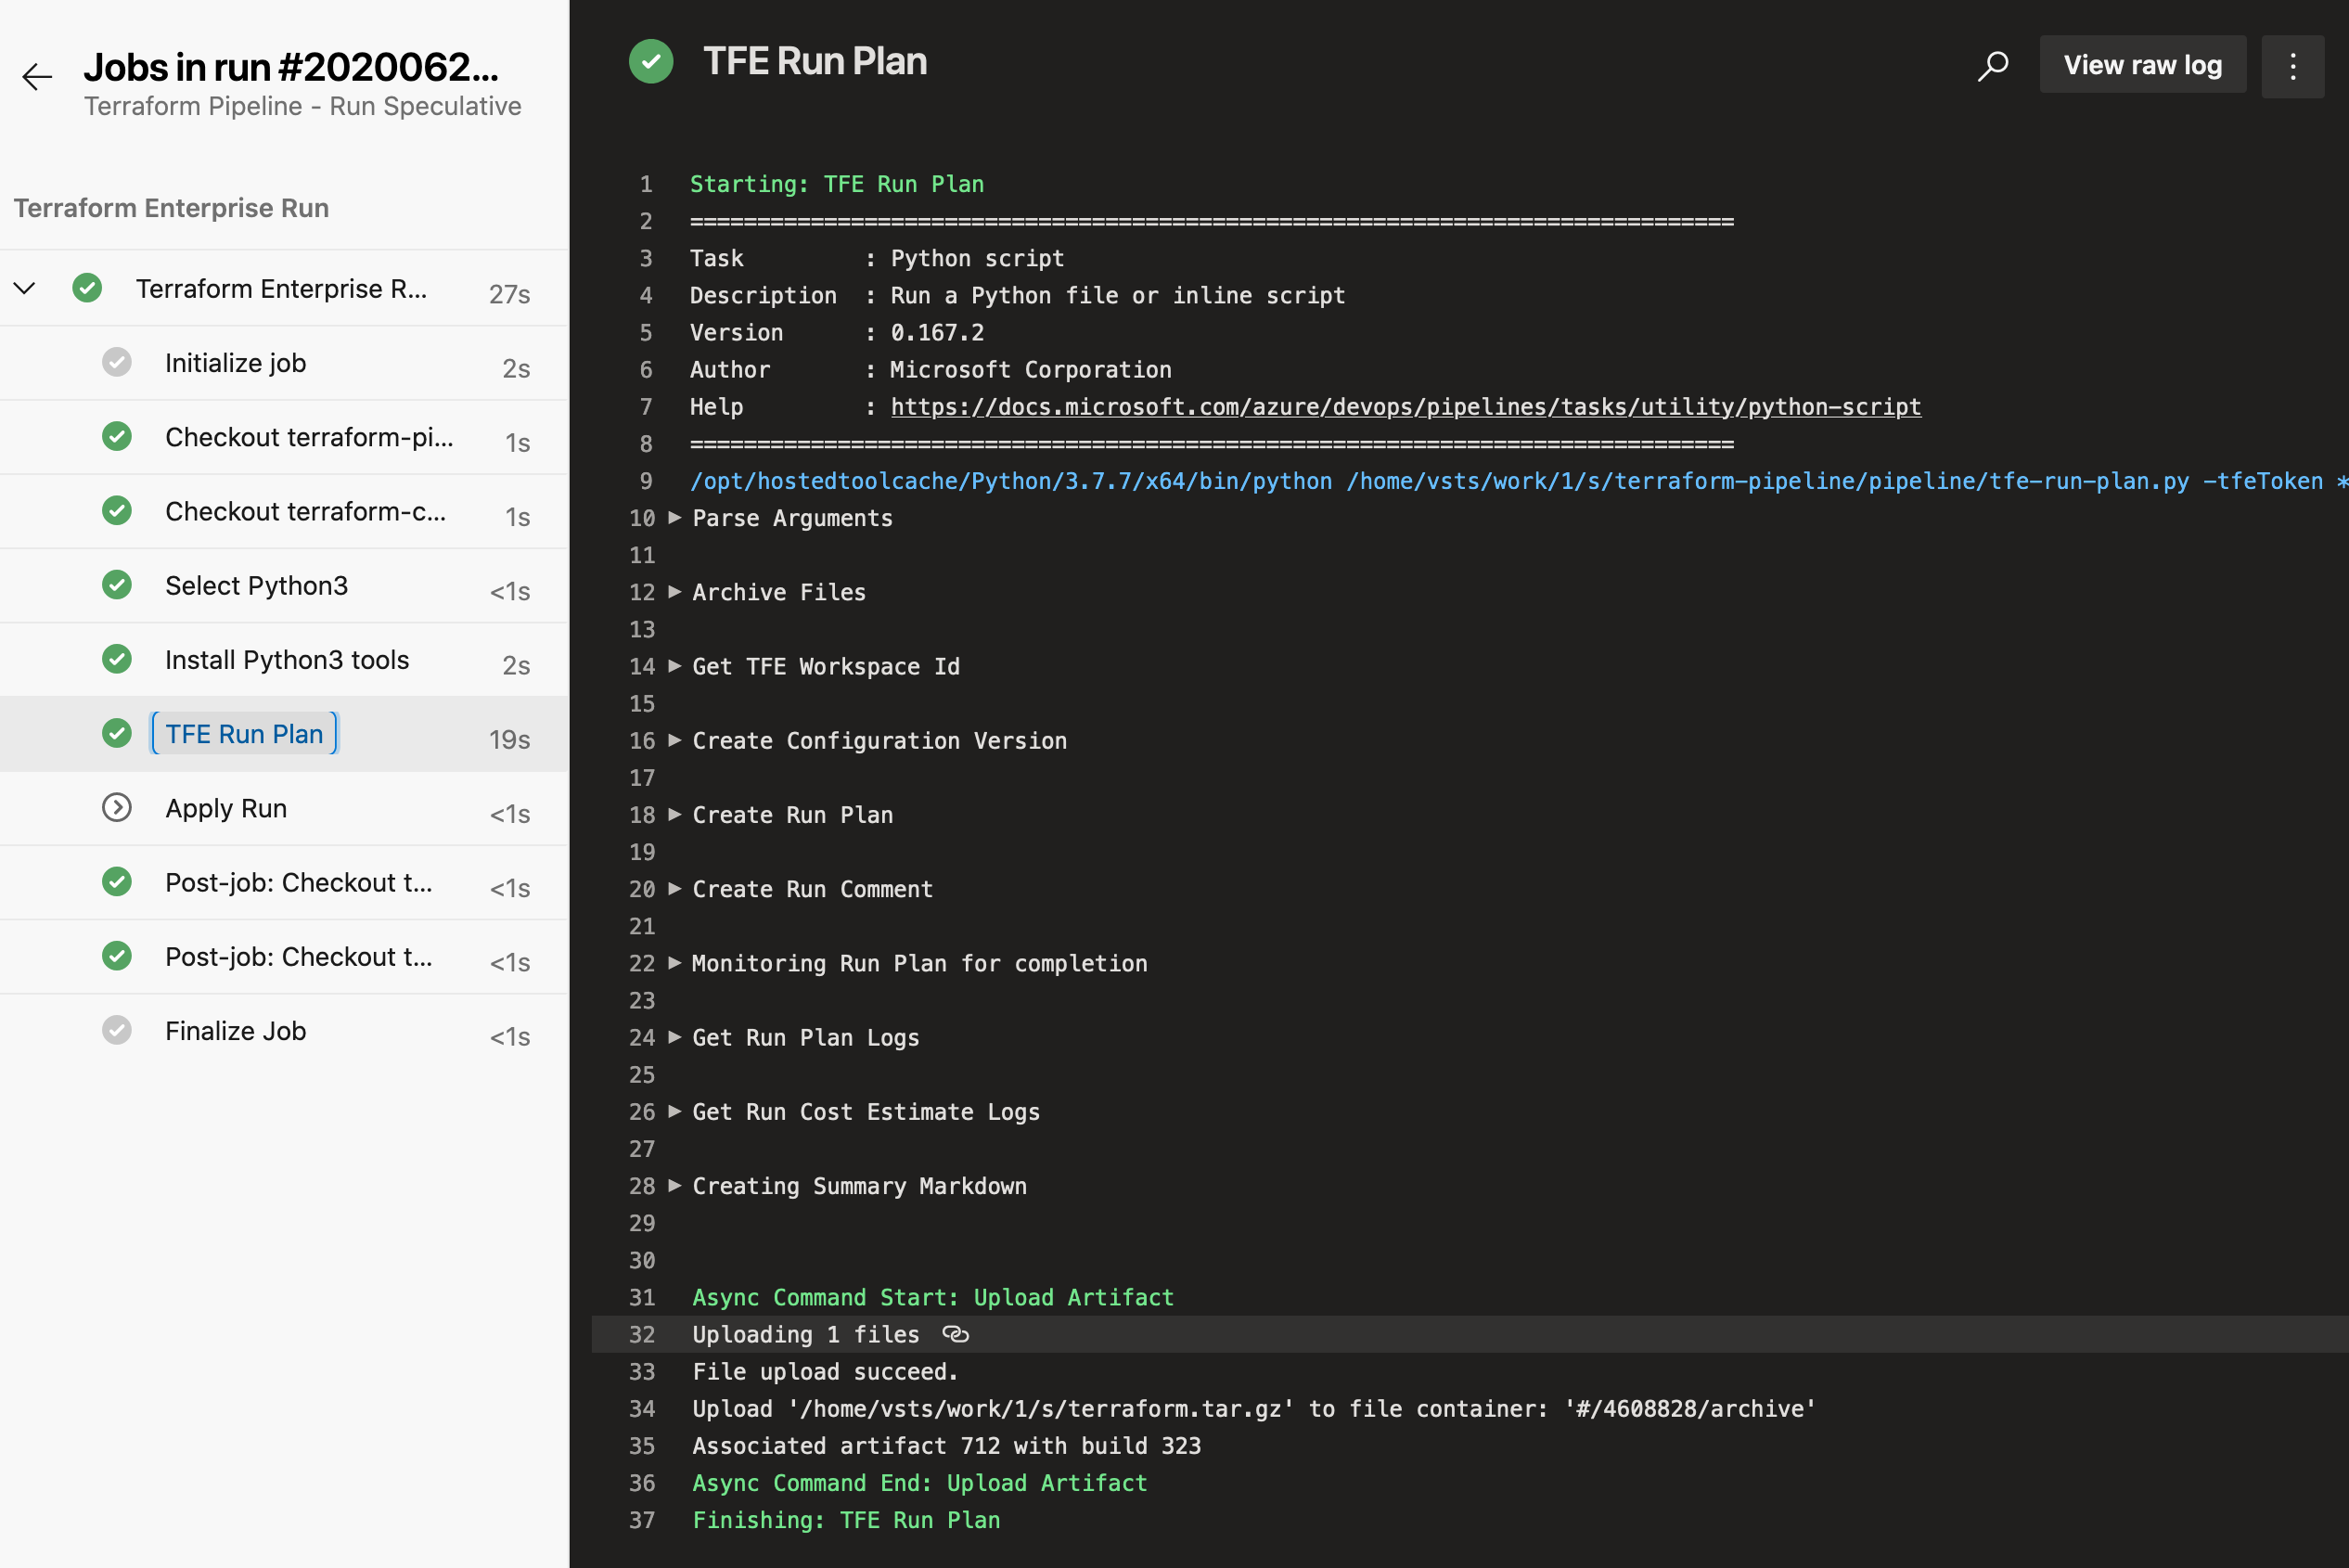 Jobs in run #2020062...
Terraform Pipeline - Run Speculative
Terraform Enterprise Run
Terraform Enterprise R... 27s
Initialize job 2s
Checkout terraform-pi... 1s
Checkout terraform-c... 1s
Select Python3 <1s
Install Python3 tools 2s
TFE Run Plan 19s
Apply Run <1s
Post-job: Checkout t... <1s
Post-job: Checkout t... <1s
Finalize Job <1s
TFE Run Plan
View raw log
1 Starting: TFE Run Plan
2 ==============================================================================
3 Task : Python script
4 Description : Run a Python file or inline script
5 Version : 0.167.2
6 Author : Microsoft Corporation
7 Help : https://docs.microsoft.com/azure/devops/pipelines/tasks/utility/python-script
8 ==============================================================================
9 /opt/hostedtoolcache/Python/3.7.7/x64/bin/python /home/vsts/work/1/s/terraform-pipeline/pipeline/tfe-run-plan.py -tfeToken *
10 Parse Arguments
11
12 Archive Files
13
14 Get TFE Workspace Id
15
16 Create Configuration Version
17
18 Create Run Plan
19
20 Create Run Comment
21
22 Monitoring Run Plan for completion
23
24 Get Run Plan Logs
25
26 Get Run Cost Estimate Logs
27
28 Creating Summary Markdown
29
30
31 Async Command Start: Upload Artifact
32 Uploading 1 files
33 File upload succeed.
34 Upload '/home/vsts/work/1/s/terraform.tar.gz' to file container: '#/4608828/archive'
35 Associated artifact 712 with build 323
36 Async Command End: Upload Artifact
37 Finishing: TFE Run Plan